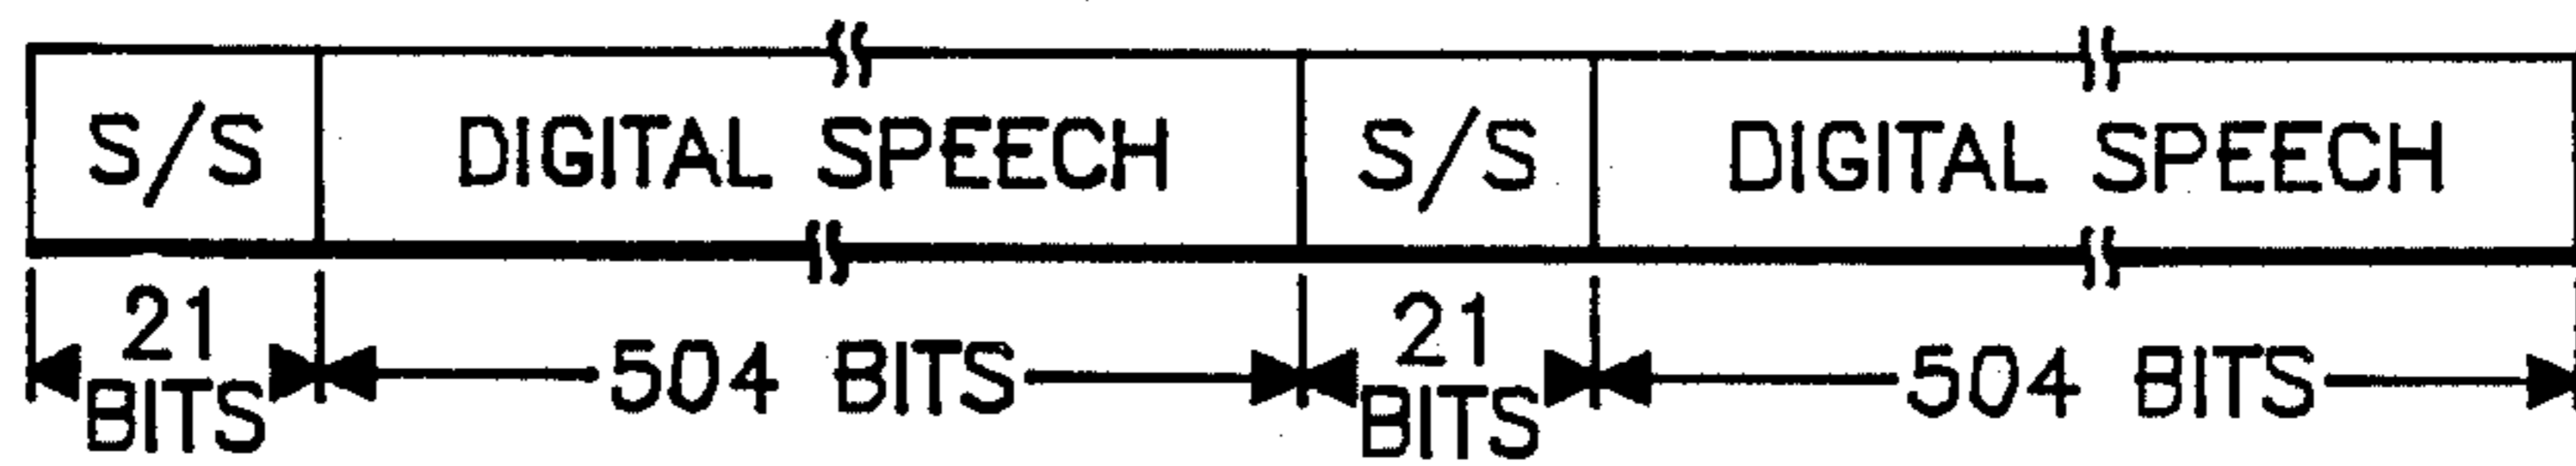 S/S DIGITAL SPEECH S/S DIGITAL SPEECH
21 BITS 504 BITS 21 BITS 504 BITS